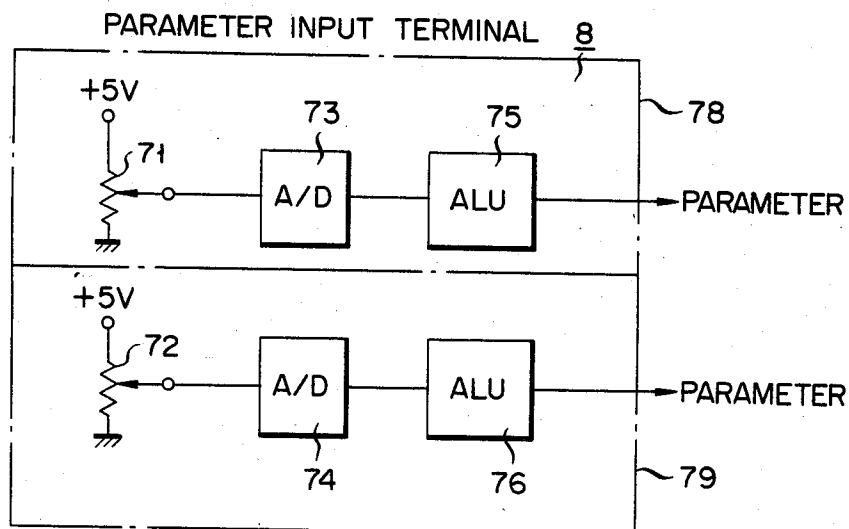 PARAMETER INPUT TERMINAL 8
+5V
71
73
75
78
A/D
ALU
PARAMETER
+5V
72
A/D
ALU
PARAMETER
74
76
79